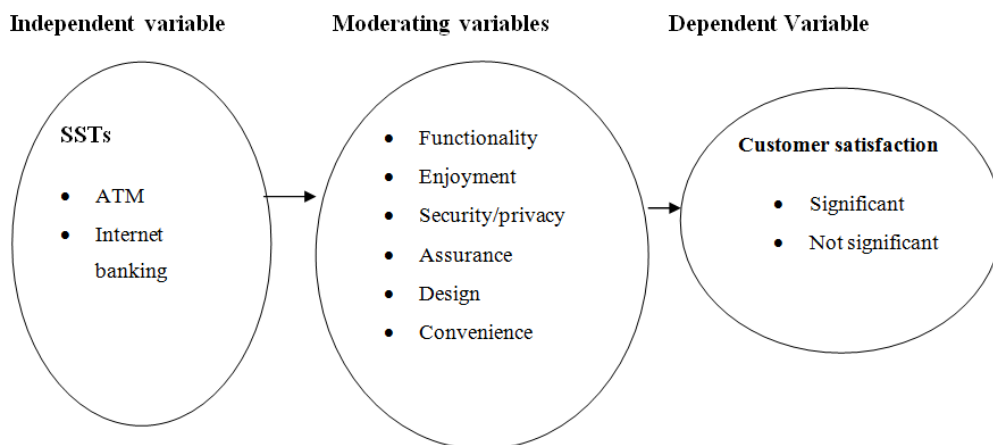 Independent variable
Moderating variables
Dependent Variable
SSTs
• ATM
• Internet
banking
• Functionality
• Enjoyment
• Security/privacy
• Assurance
• Design
• Convenience
Customer satisfaction
• Significant
• Not significant